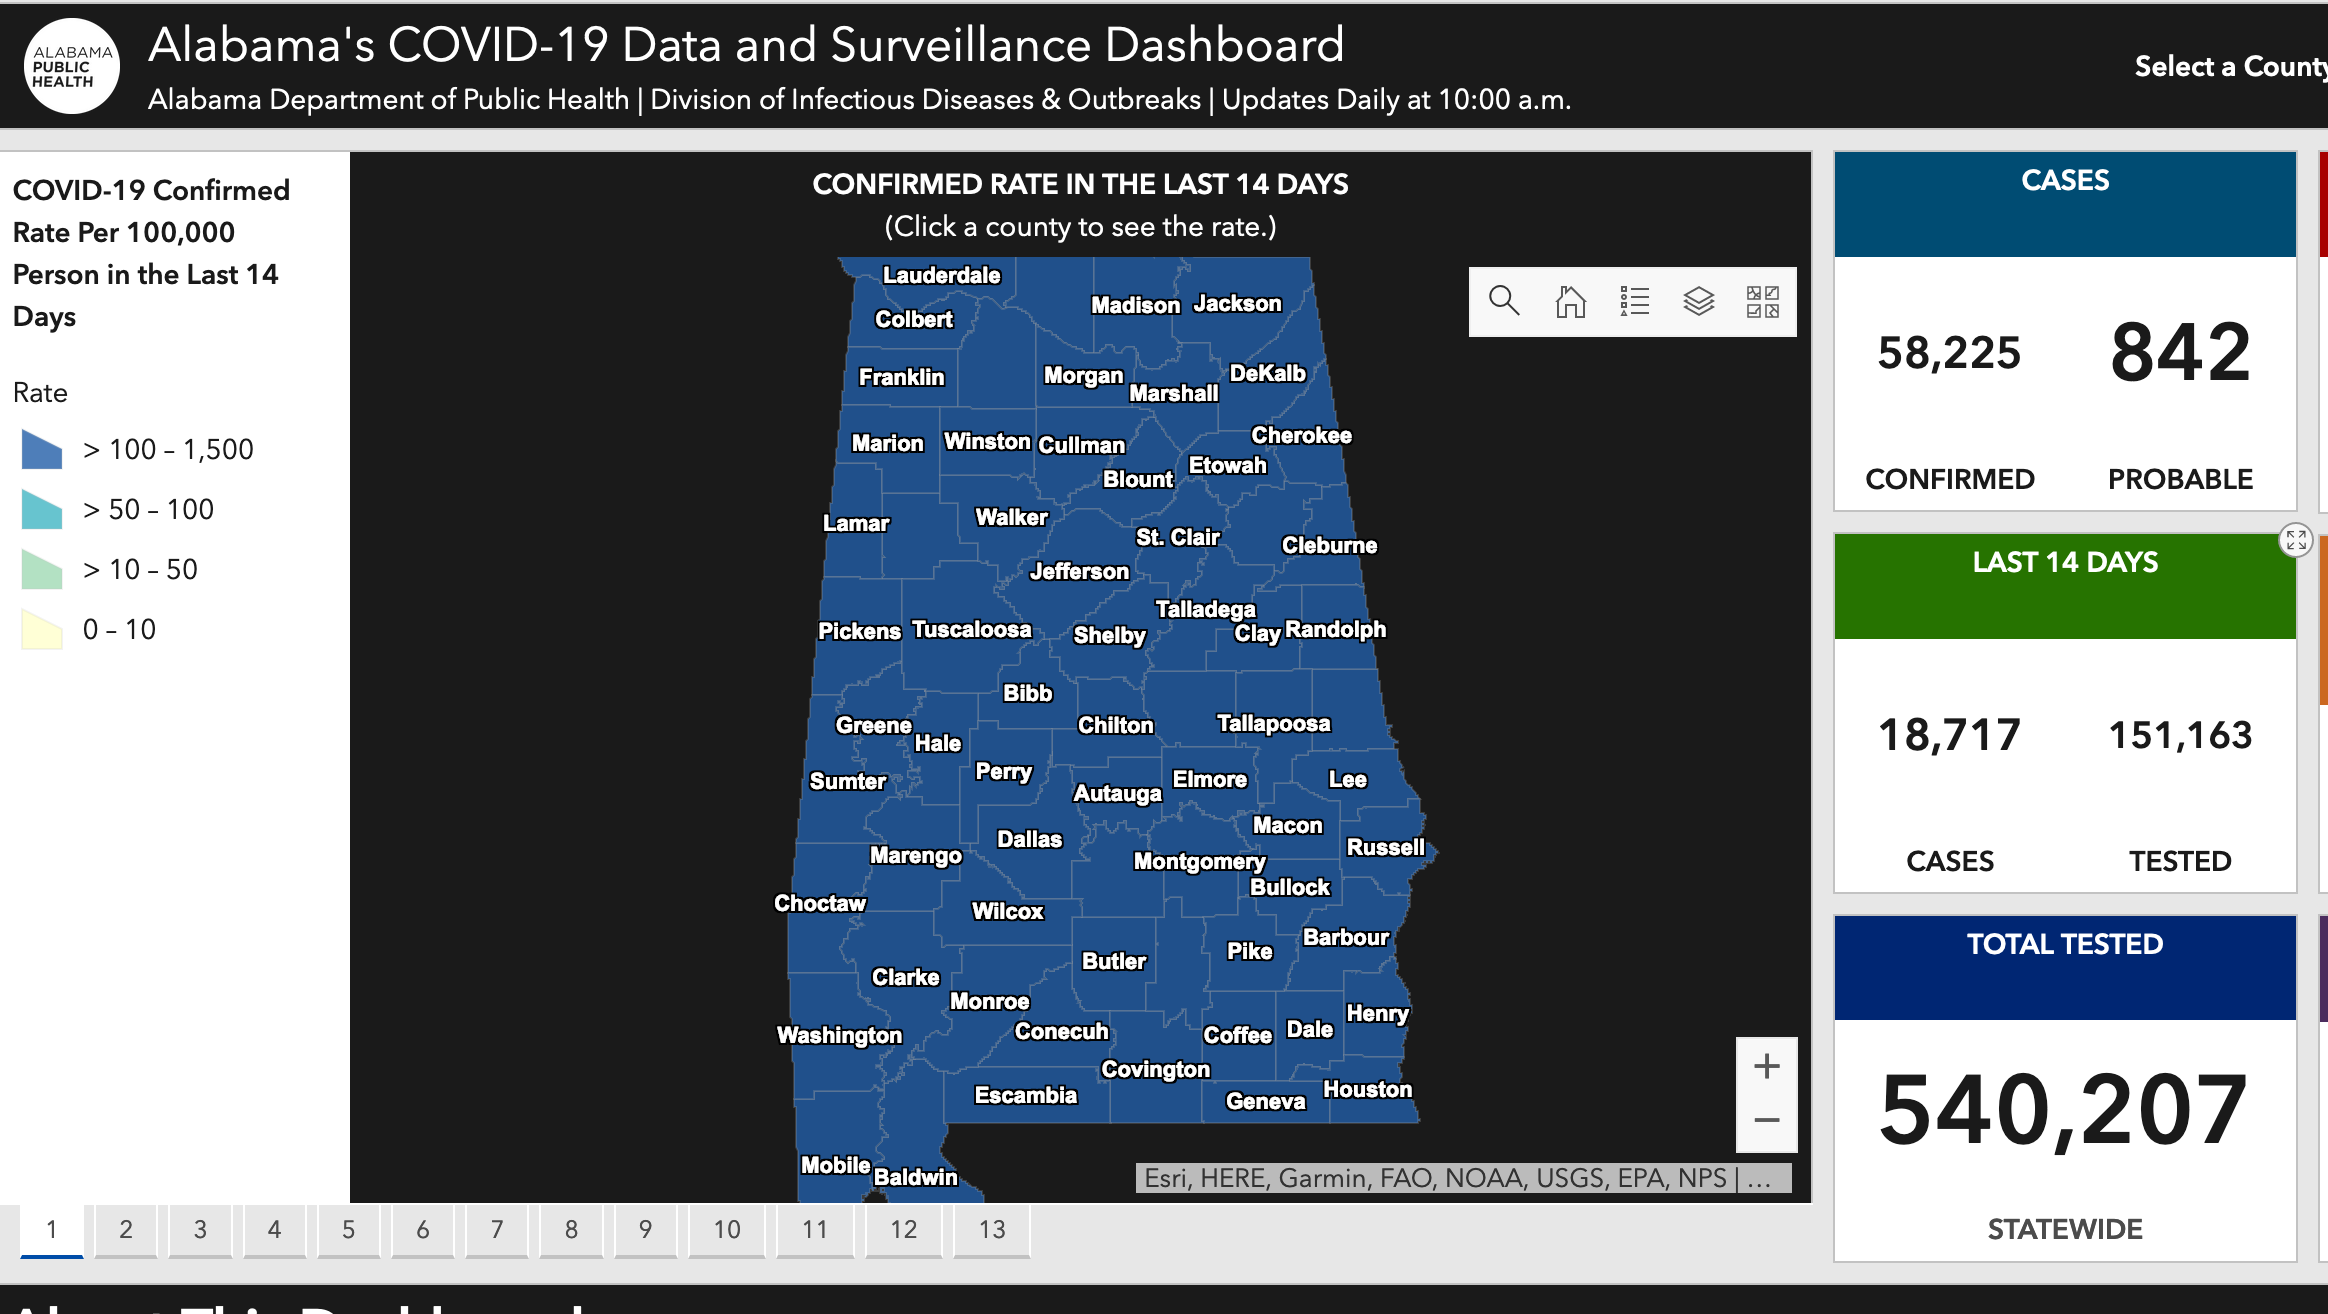 ALABAMA
PUBLIC
HEALTH
Alabama's COVID-19 Data and Surveillance Dashboard
Alabama Department of Public Health | Division of Infectious Diseases & Outbreaks | Updates Daily at 10:00 a.m.
Select a County
COVID-19 Confirmed
Rate Per 100,000
Person in the Last 14
Days
Rate
> 100 – 1,500
> 50 – 100
> 10 – 50
0 – 10
CONFIRMED RATE IN THE LAST 14 DAYS
(Click a county to see the rate.)
Lauderdale
Madison Jackson
Colbert
Franklin
Morgan
DeKalb
Marshall
Marion Winston Cullman
Cherokee
Etowah
Blount
Lamar
Walker
St. Clair
Cleburne
Jefferson
Talladega
Pickens Tuscaloosa
Shelby
Clay Randolph
Bibb
Greene
Chilton
Tallapoosa
Hale
Perry
Sumter
Elmore
Lee
Autauga
Macon
Dallas
Russell
Marengo
Montgomery
Bullock
Choctaw
Wilcox
Barbour
Pike
Butler
Clarke
Monroe
Henry
Washington
Conecuh
Coffee
Dale
Covington
Escambia
Houston
Geneva
Mobile
Baldwin
+
−
Esri, HERE, Garmin, FAO, NOAA, USGS, EPA, NPS | ...
1 2 3 4 5 6 7 8 9 10 11 12 13
CASES
58,225 842
CONFIRMED PROBABLE
LAST 14 DAYS
18,717 151,163
CASES TESTED
TOTAL TESTED
540,207
STATEWIDE
About This Dashboard